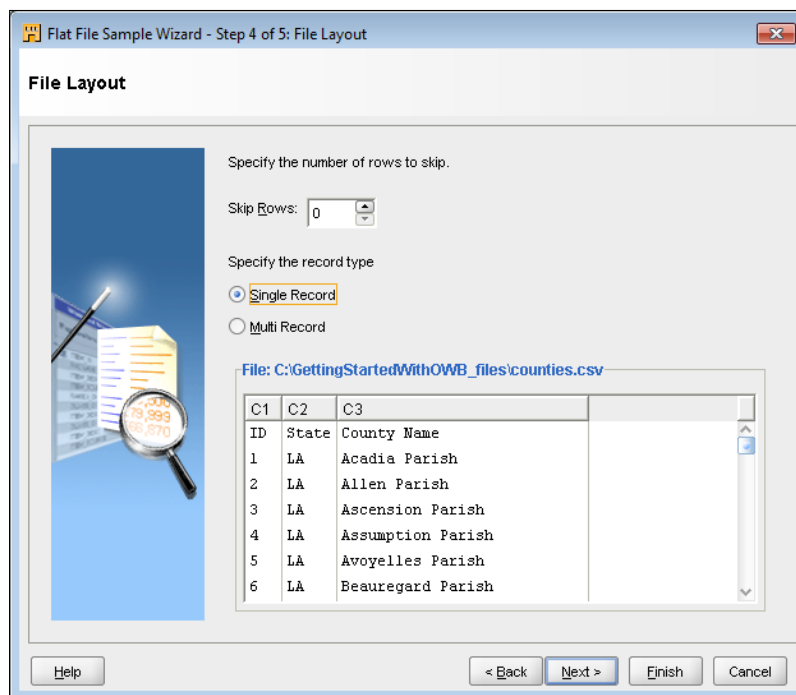 Flat File Sample Wizard - Step 4 of 5: File Layout
File Layout
Specify the number of rows to skip.
Skip Rows: 0
Specify the record type
Single Record
Multi Record
File: C:\GettingStartedWithOWB_files\counties.csv
C1 C2 C3
ID State County Name
1 LA Acadia Parish
2 LA Allen Parish
3 LA Ascension Parish
4 LA Assumption Parish
5 LA Avoyelles Parish
6 LA Beauregard Parish
Help < Back Next > Finish Cancel